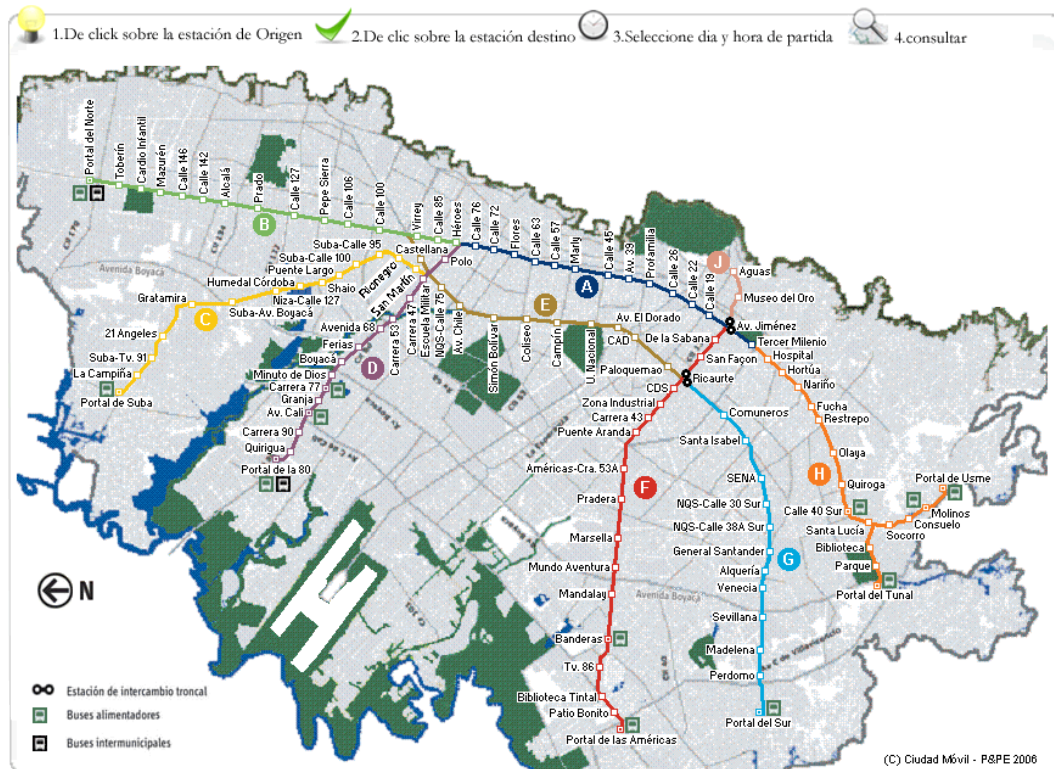 1.De click sobre la estación de Origen
2.De clic sobre la estación destino
3.Seleccione dia y hora de partida
4.consultar
Portal del Norte
Toberín
Cardio Infantil
Mazurén
Calle 146
Calle 142
Alcalá
Prado
Calle 127
Pepe Sierra
Calle 106
Calle 100
Virrey
Calle 85
Héroes
Calle 76
Calle 72
Flores
Calle 63
Calle 57
Marly
Calle 45
Av. 39
Profamilia
Calle 26
Calle 22
Calle 19
B
A
J
Aguas
Museo del Oro
Av. Jiménez
Tercer Milenio
Hospital
Hortúa
Nariño
Fucha
Restrepo
Olaya
H
Quiroga
Calle 40 Sur
Santa Lucía
Socorro
Consuelo
Molinos
Portal de Usme
Biblioteca
Parque
Portal del Tunal
Avenida Boyacá
Suba-Calle 95
Suba-Calle 100
Puente Largo
Shaio
Humedal Córdoba
Niza-Calle 127
Suba-Av. Boyacá
Gratamira
C
21 Angeles
Suba-Tv. 91
La Campiña
Portal de Suba
Castellana
Polo
Rionegro
San Martín
Escuela Militar
Carrera 47
Carrera 53
Avenida 68
Ferias
Boyacá
D
Minuto de Dios
Carrera 77
Granja
Av. Cali
Carrera 90
Quirigua
Portal de la 80
NQS-Calle 75
Av. Chile
Simón Bolívar
Coliseo
E
Campín
U. Nacional
Av. El Dorado
CAD
Paloquemao
Ricaurte
De la Sabana
San Façon
CDS
Zona Industrial
Carrera 43
Puente Aranda
Américas-Cra. 53A
F
Pradera
Marsella
Mundo Aventura
Mandalay
Banderas
Tv. 86
Biblioteca Tintal
Patio Bonito
Portal de las Américas
Comuneros
Santa Isabel
SENA
NQS-Calle 30 Sur
NQS-Calle 38A Sur
General Santander
G
Alquería
Venecia
Avenida Boyacá
Sevillana
Madelena
Perdomo
Portal del Sur
N
Estación de intercambio troncal
Buses alimentadores
Buses intermunicipales
(C) Ciudad Móvil - P&PE 2006